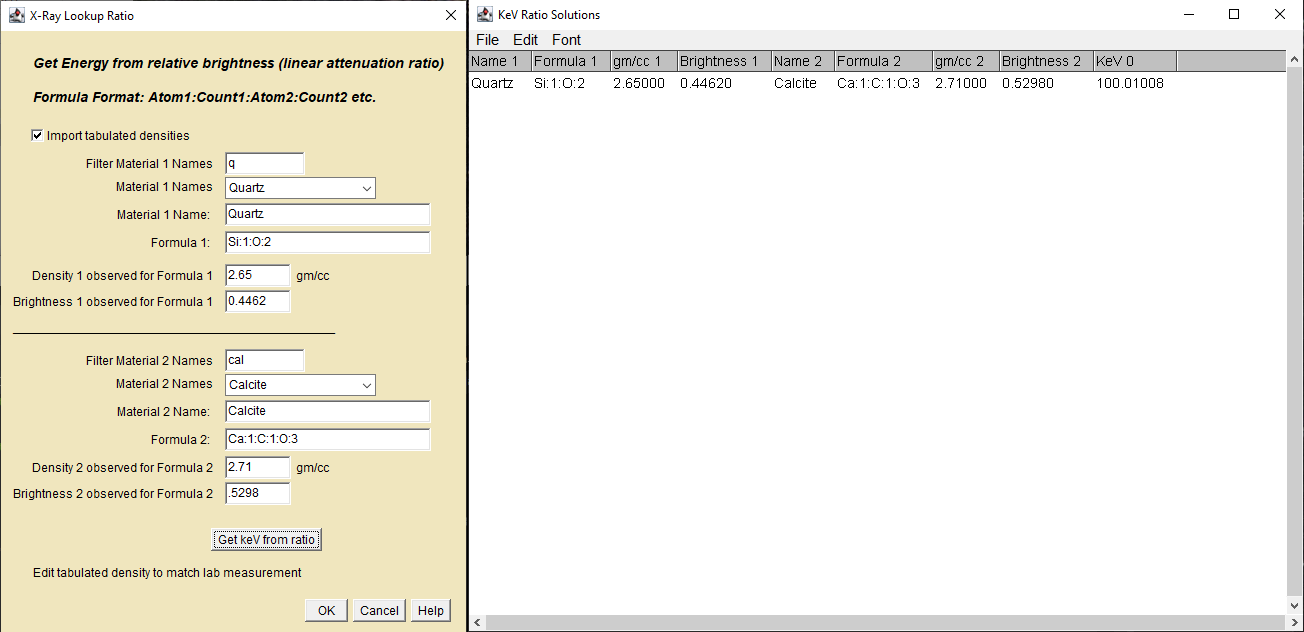 X-Ray Lookup Ratio
Get Energy from relative brightness (linear attenuation ratio)
Formula Format: Atom1:Count1:Atom2:Count2 etc.
Import tabulated densities
Filter Material 1 Names q
Material 1 Names Quartz
Material 1 Name: Quartz
Formula 1: Si:1:O:2
Density 1 observed for Formula 1 2.65 gm/cc
Brightness 1 observed for Formula 1 0.4462
Filter Material 2 Names cal
Material 2 Names Calcite
Material 2 Name: Calcite
Formula 2: Ca:1:C:1:O:3
Density 2 observed for Formula 2 2.71 gm/cc
Brightness 2 observed for Formula 2 .5298
Get keV from ratio
Edit tabulated density to match lab measurement
OK Cancel Help
KeV Ratio Solutions
File Edit Font
Name 1 Formula 1 gm/cc 1 Brightness 1 Name 2 Formula 2 gm/cc 2 Brightness 2 KeV 0
Quartz Si:1:O:2 2.65000 0.44620 Calcite Ca:1:C:1:O:3 2.71000 0.52980 100.01008